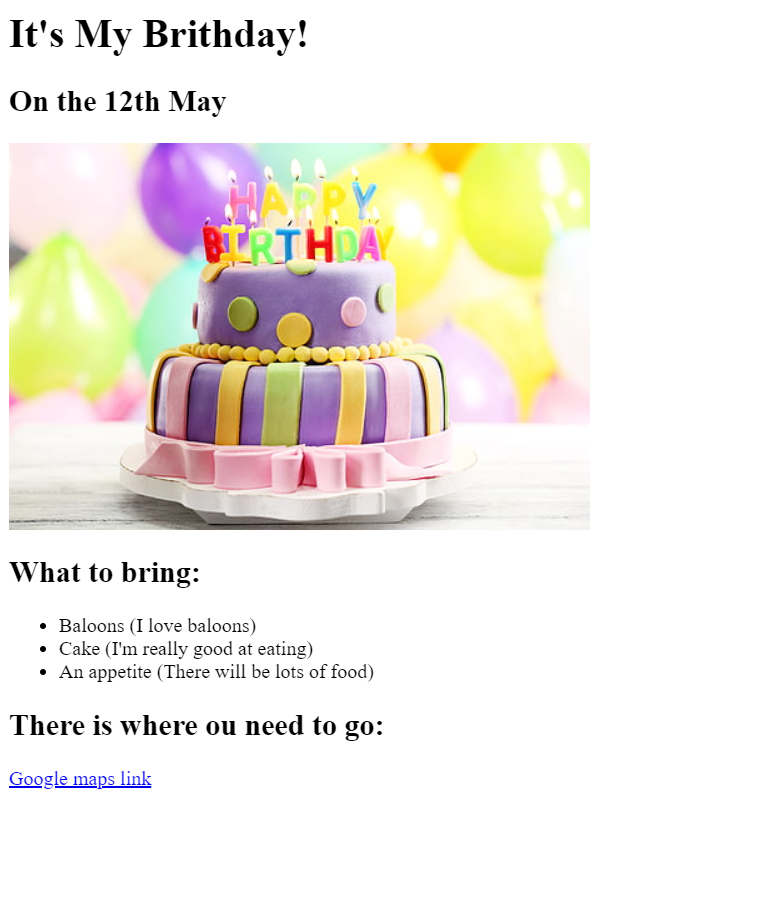 It's My Brithday!
On the 12th May
HAPPY
BIRTHDAY
What to bring:
Baloons (I love baloons)
Cake (I'm really good at eating)
An appetite (There will be lots of food)
There is where ou need to go:
Google maps link